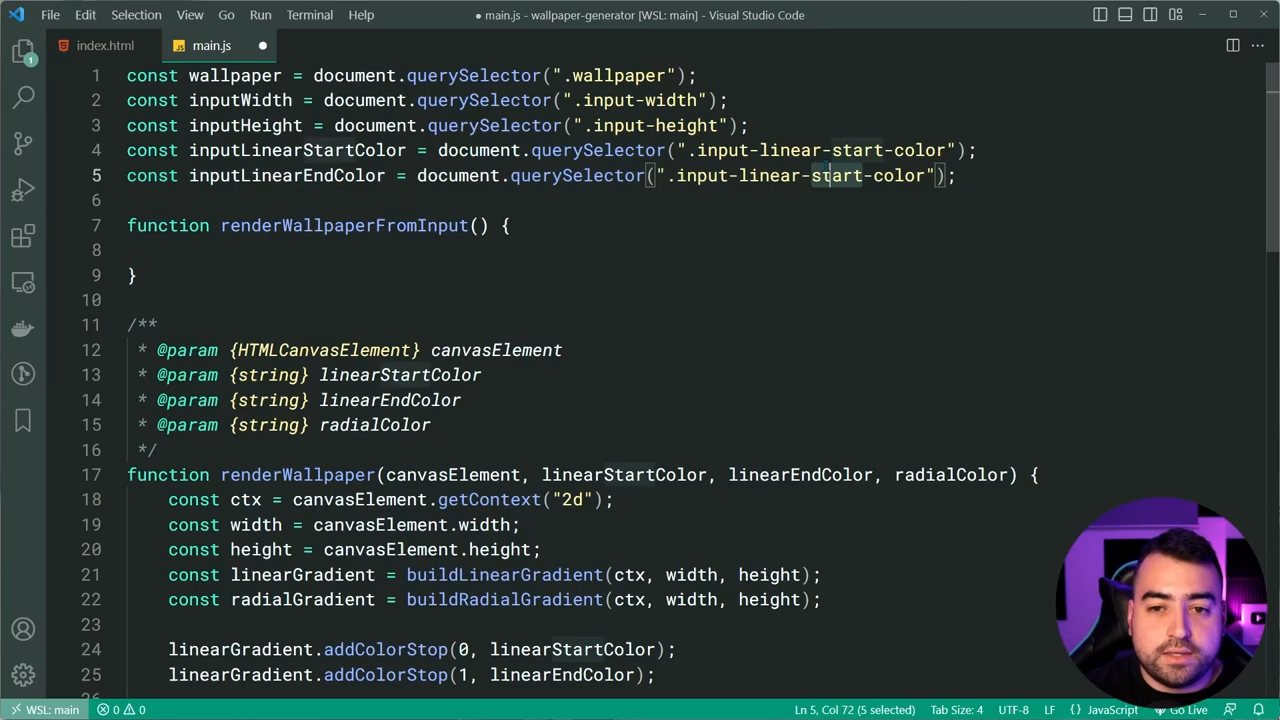 File Edit Selection View Go Run Terminal Help
● main.js - wallpaper-generator [WSL: main] - Visual Studio Code
index.html main.js
1 const wallpaper = document.querySelector(".wallpaper");
2 const inputWidth = document.querySelector(".input-width");
3 const inputHeight = document.querySelector(".input-height");
4 const inputLinearStartColor = document.querySelector(".input-linear-start-color");
5 const inputLinearEndColor = document.querySelector(".input-linear-start-color");
6
7 function renderWallpaperFromInput() {
8
9 }
10
11 /**
12 * @param {HTMLCanvasElement} canvasElement
13 * @param {string} linearStartColor
14 * @param {string} linearEndColor
15 * @param {string} radialColor
16 */
17 function renderWallpaper(canvasElement, linearStartColor, linearEndColor, radialColor) {
18 const ctx = canvasElement.getContext("2d");
19 const width = canvasElement.width;
20 const height = canvasElement.height;
21 const linearGradient = buildLinearGradient(ctx, width, height);
22 const radialGradient = buildRadialGradient(ctx, width, height);
23
24 linearGradient.addColorStop(0, linearStartColor);
25 linearGradient.addColorStop(1, linearEndColor);
WSL: main 0 0 Ln 5, Col 72 (5 selected) Tab Size: 4 UTF-8 LF {} JavaScript Go Live